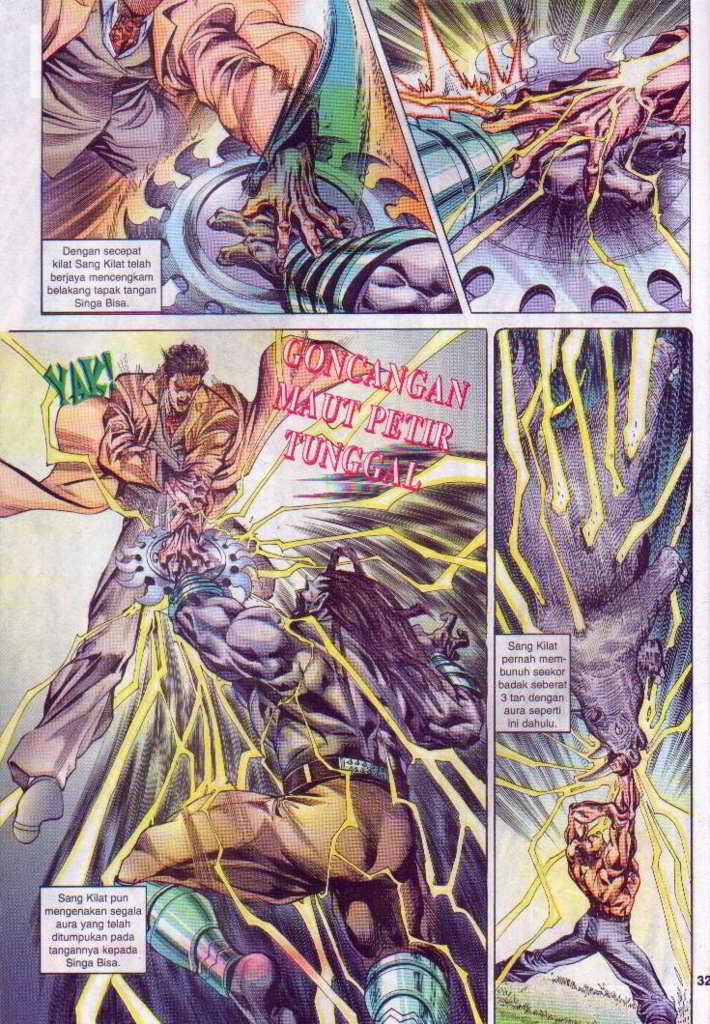 Dengan secepat
kilat Sang Kilat telah
berjaya mencengkam
belakang tapak tangan
Singa Bisa.
YAK!
GONCANGAN
MAUT PETIR
TUNGGAL
Sang Kilat
pernah mem-
bunuh seekor
badak seberat
3 tan dengan
aura seperti
ini dahulu.
Sang Kilat pun
mengenakan segala
aura yang telah
ditumpukan pada
tangannya kepada
Singa Bisa.
32